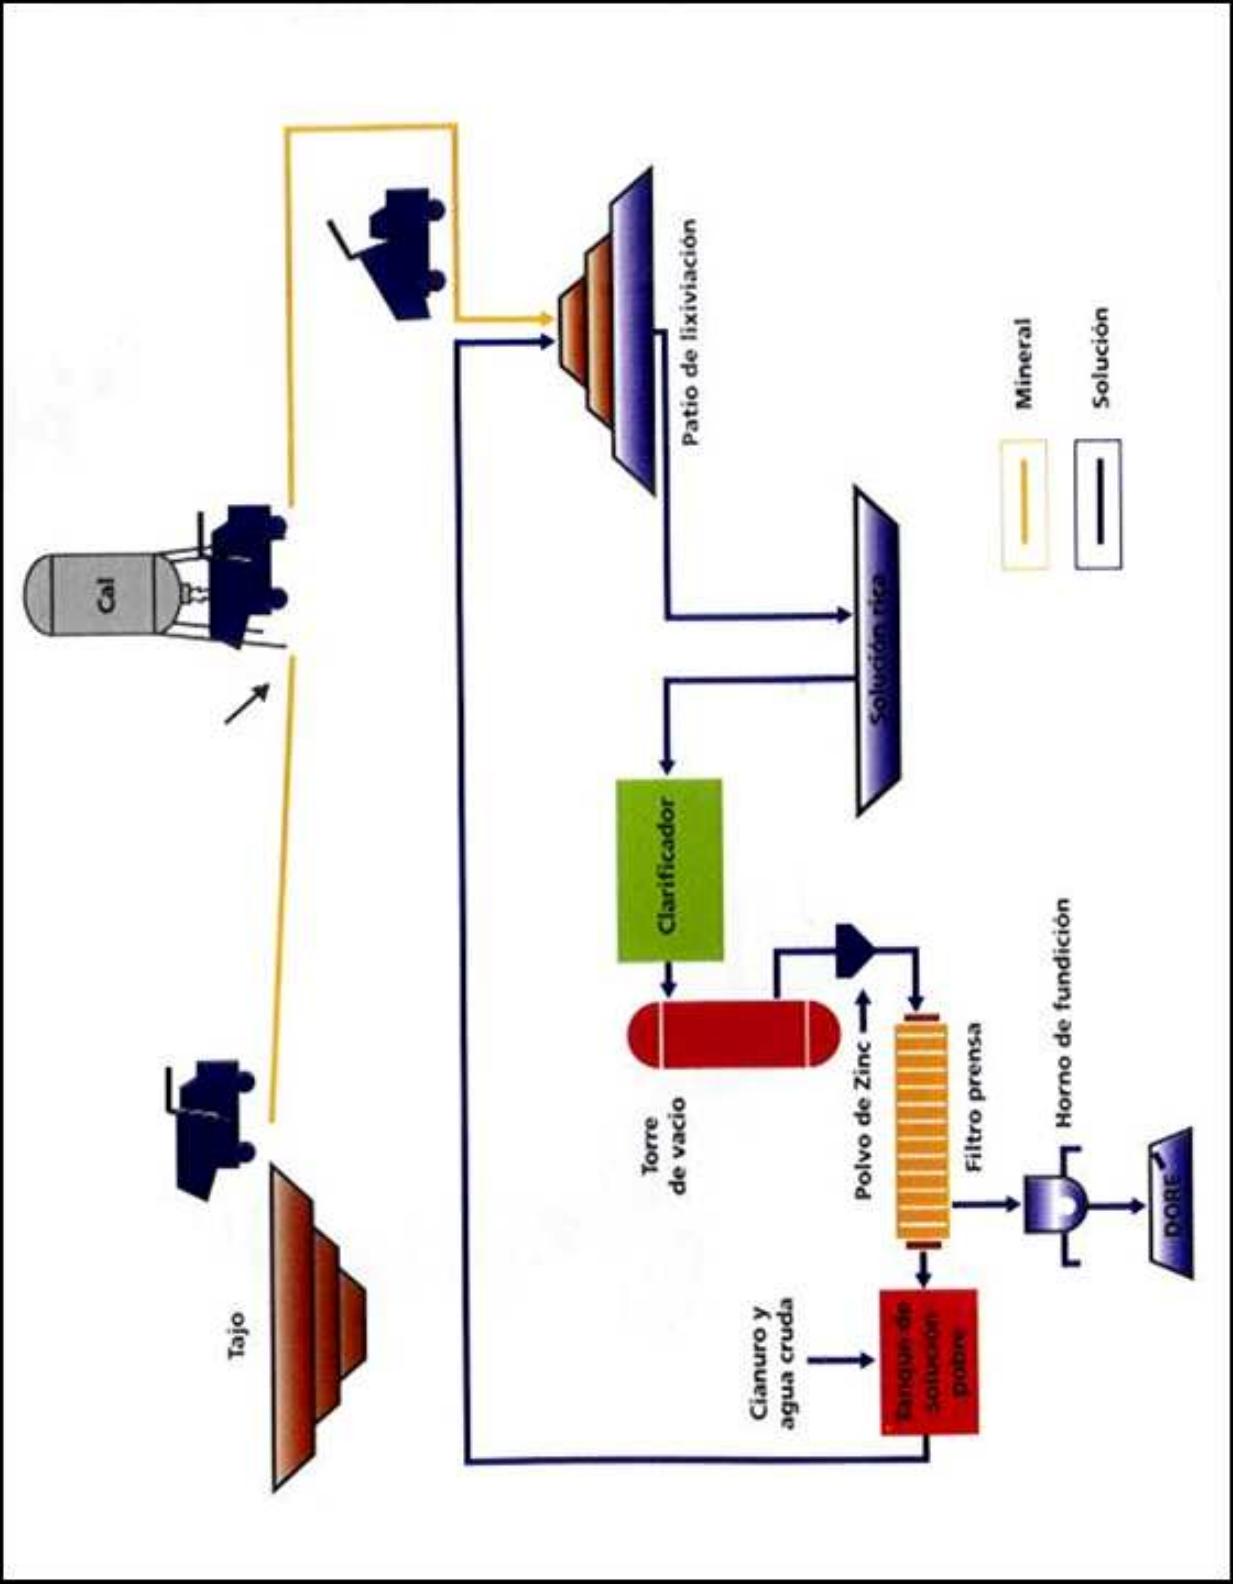 Cal
Tajo
Patio de lixiviación
Clarificador
Torre
de vacio
Solución rica
Polvo de Zinc
Cianuro y
agua cruda
Tanque de
solución
pobre
Filtro prensa
Horno de fundición
DORE
Mineral
Solución